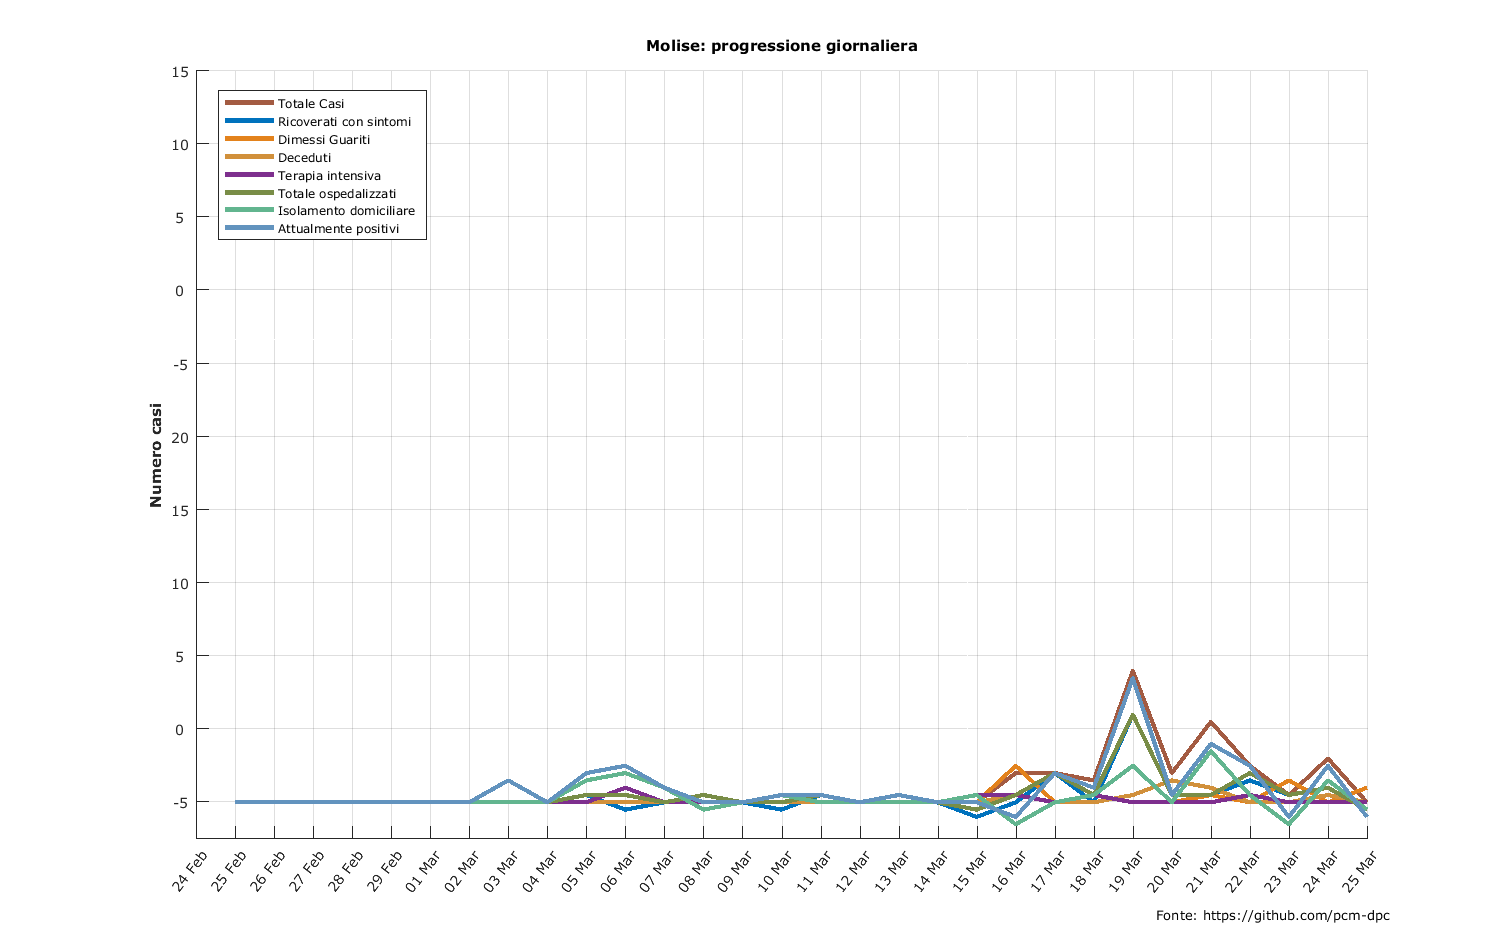 Molise: progressione giornaliera
15
10
5
0
-5
20
15
10
5
0
-5
Numero casi
Totale Casi
Ricoverati con sintomi
Dimessi Guariti
Deceduti
Terapia intensiva
Totale ospedalizzati
Isolamento domiciliare
Attualmente positivi
24 Feb
25 Feb
26 Feb
27 Feb
28 Feb
29 Feb
01 Mar
02 Mar
03 Mar
04 Mar
05 Mar
06 Mar
07 Mar
08 Mar
09 Mar
10 Mar
11 Mar
12 Mar
13 Mar
14 Mar
15 Mar
16 Mar
17 Mar
18 Mar
19 Mar
20 Mar
21 Mar
22 Mar
23 Mar
24 Mar
25 Mar
Fonte: https://github.com/pcm-dpc